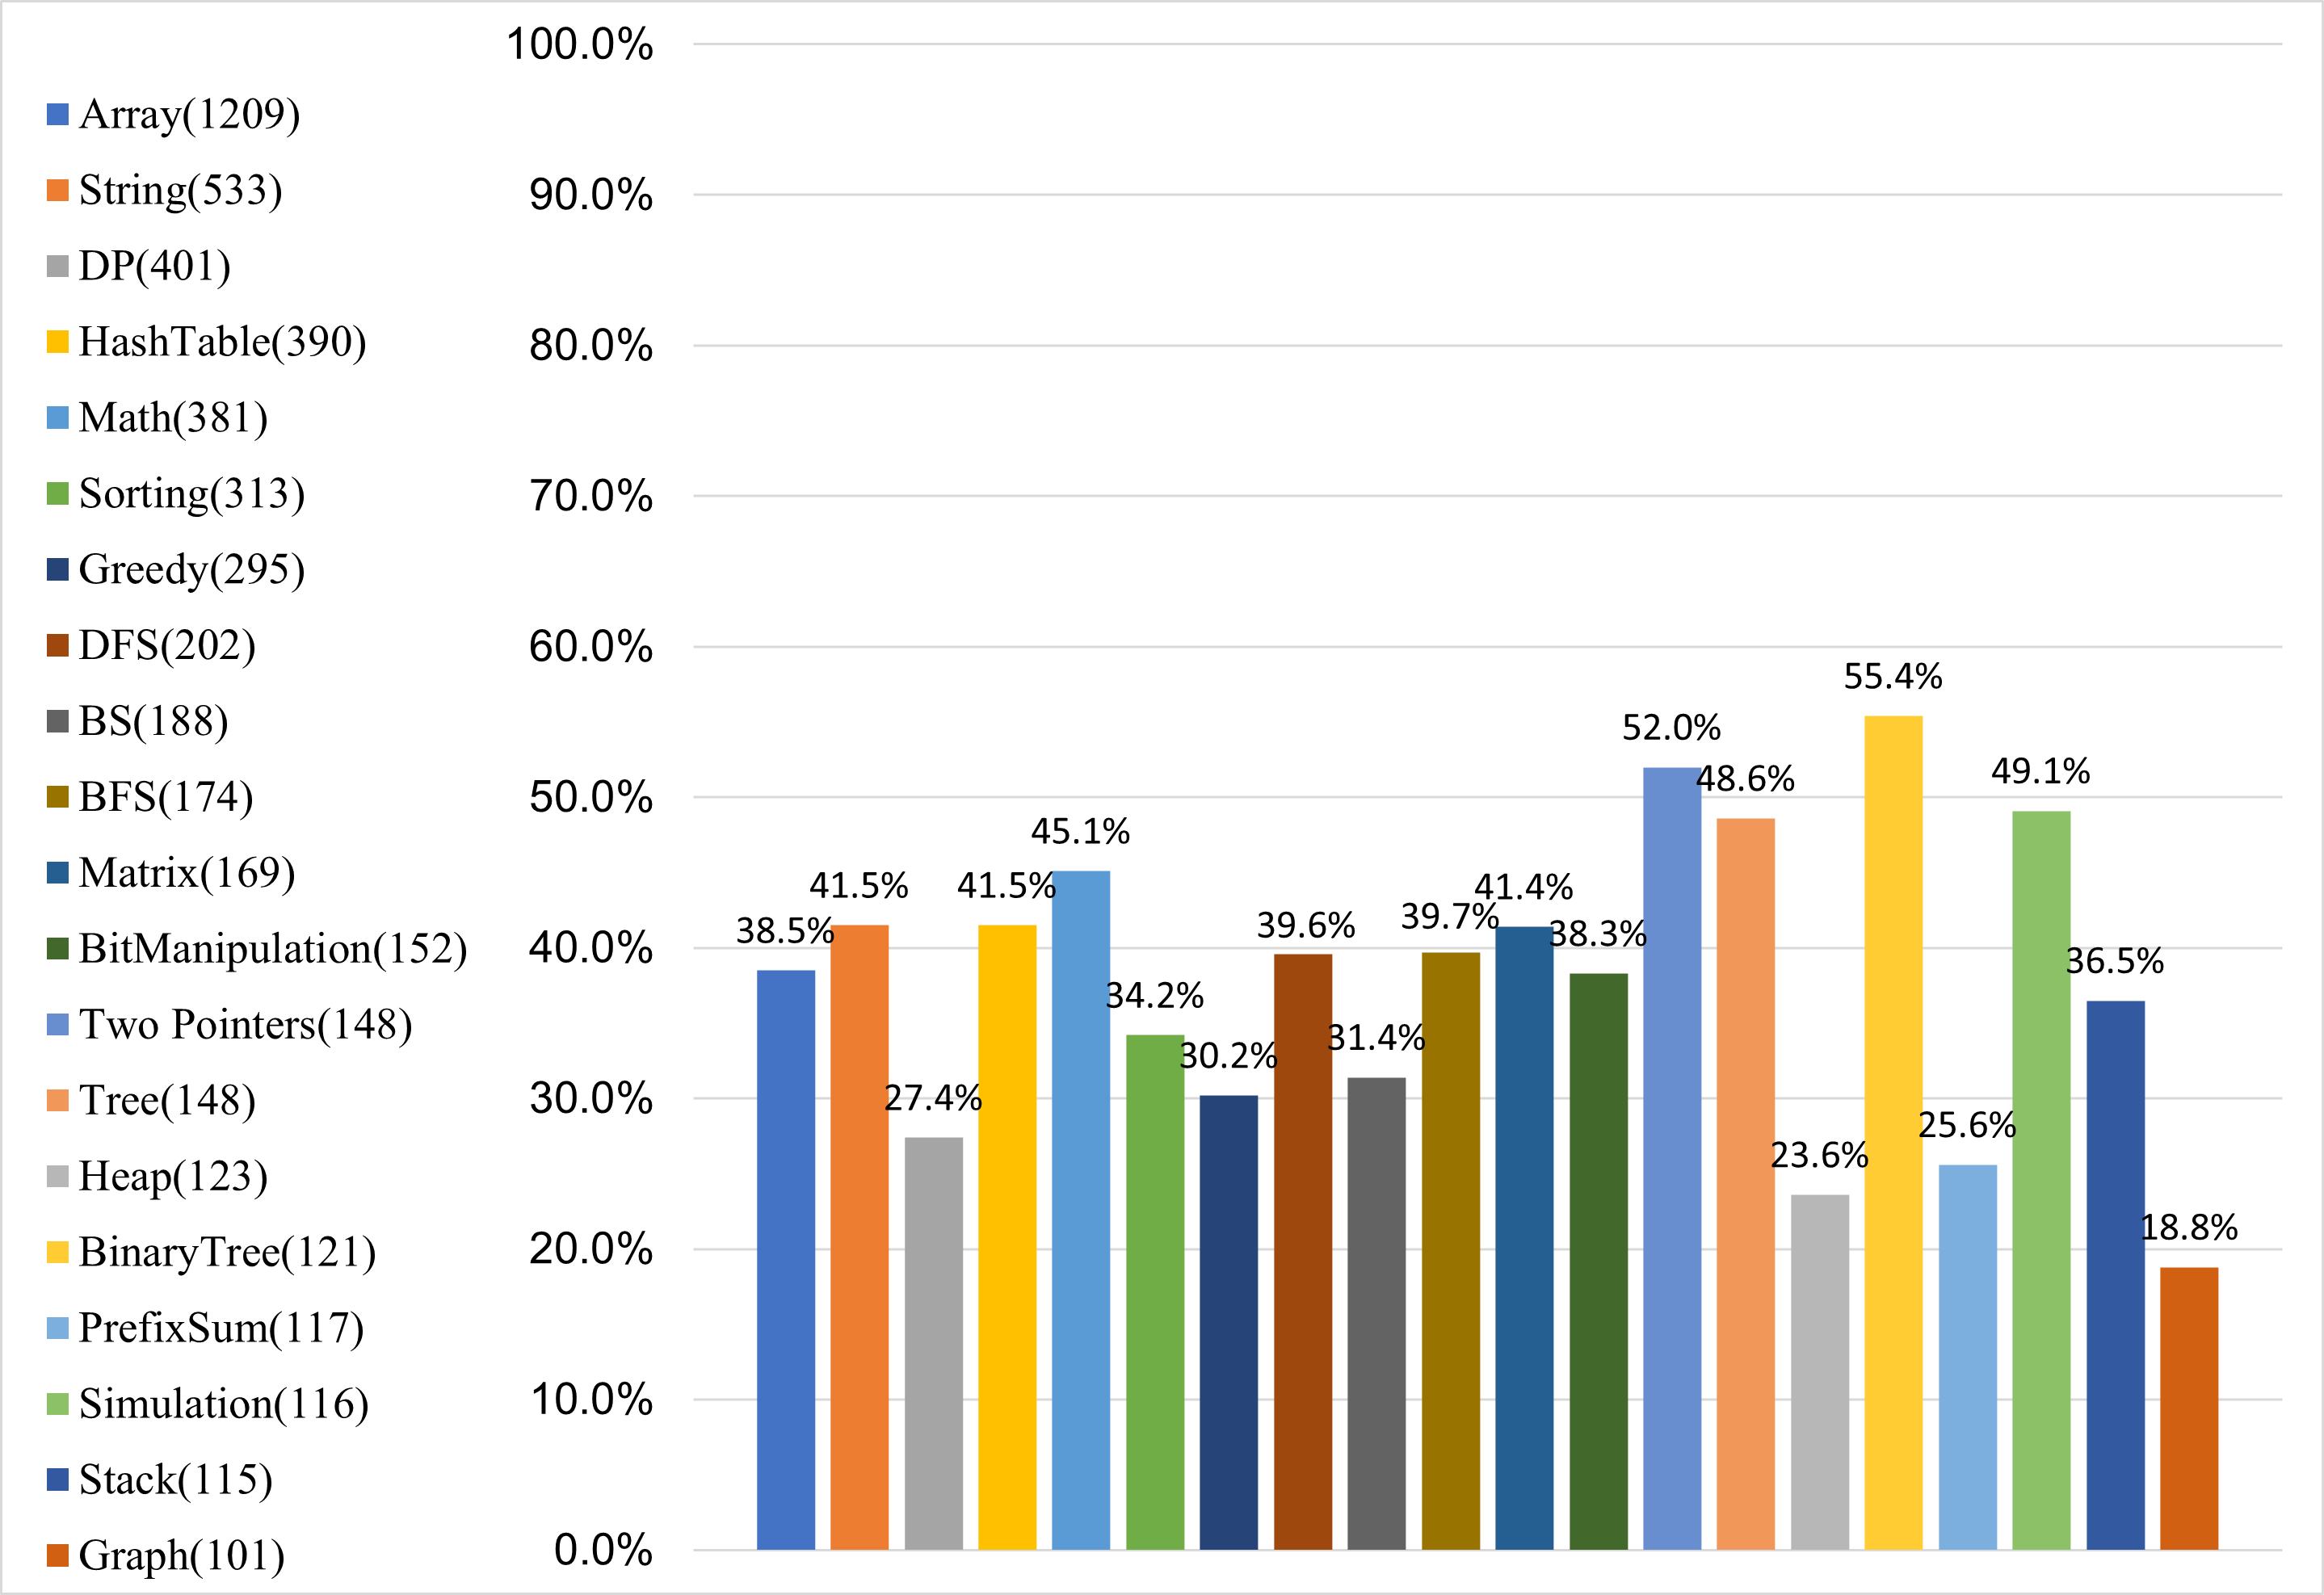 Array(1209)
String(533)
DP(401)
HashTable(390)
Math(381)
Sorting(313)
Greedy(295)
DFS(202)
BS(188)
BFS(174)
Matrix(169)
BitManipulation(152)
Two Pointers(148)
Tree(148)
Heap(123)
BinaryTree(121)
PrefixSum(117)
Simulation(116)
Stack(115)
Graph(101)
100.0%
90.0%
80.0%
70.0%
60.0%
50.0%
40.0%
30.0%
20.0%
10.0%
0.0%
38.5%
41.5%
27.4%
41.5%
45.1%
34.2%
30.2%
39.6%
31.4%
39.7%
41.4%
38.3%
52.0%
48.6%
23.6%
55.4%
25.6%
49.1%
36.5%
18.8%